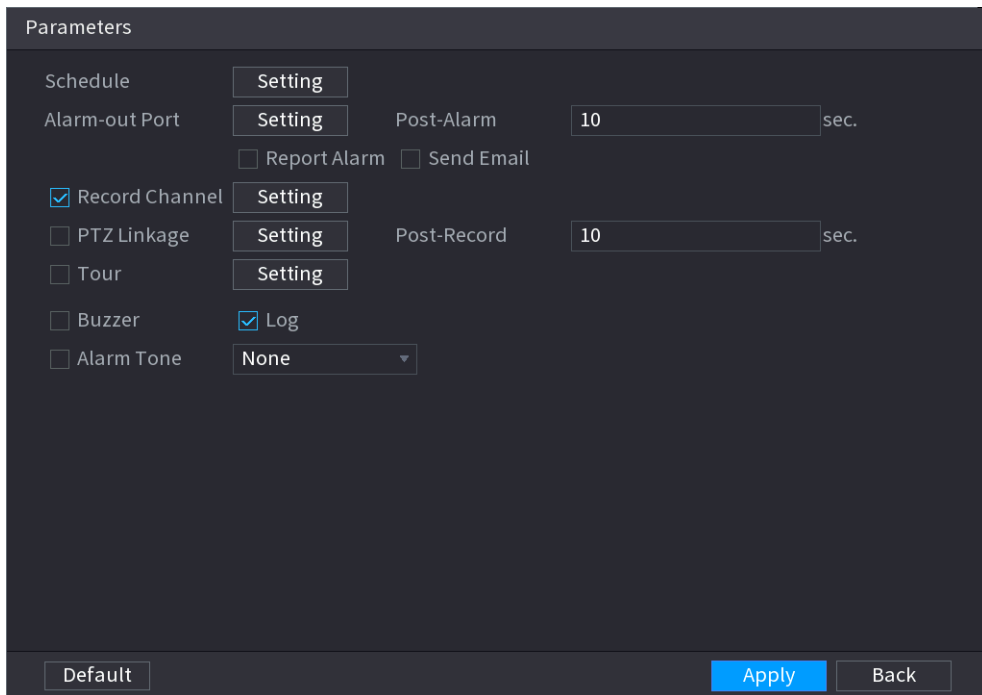 Parameters
Schedule Setting
Alarm-out Port Setting Post-Alarm 10 sec.
Report Alarm Send Email
Record Channel Setting
PTZ Linkage Setting Post-Record 10 sec.
Tour Setting
Buzzer Log
Alarm Tone None
Default Apply Back